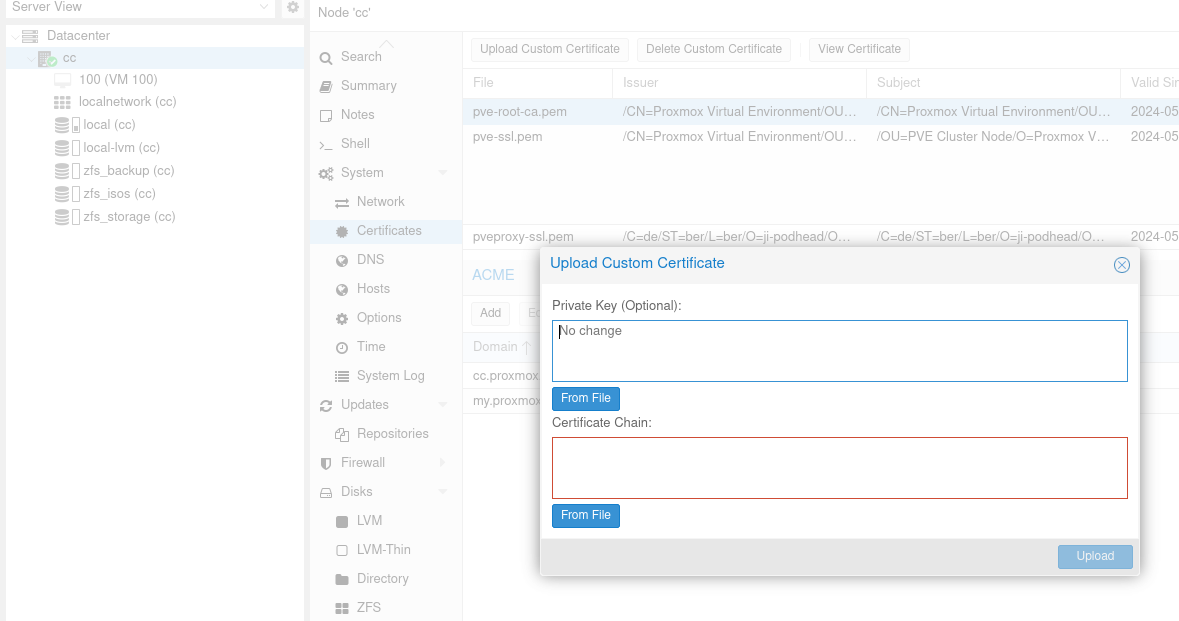 Server View
Node 'cc'
Datacenter
cc
100 (VM 100)
localnetwork (cc)
local (cc)
local-lvm (cc)
zfs_backup (cc)
zfs_isos (cc)
zfs_storage (cc)
Search
Summary
Notes
Shell
System
Network
Certificates
DNS
Hosts
Options
Time
System Log
Updates
Repositories
Firewall
Disks
LVM
LVM-Thin
Directory
ZFS
Upload Custom Certificate Delete Custom Certificate View Certificate
File Issuer Subject Valid Sin
pve-root-ca.pem /CN=Proxmox Virtual Environment/OU... /CN=Proxmox Virtual Environment/OU... 2024-05
pve-ssl.pem /CN=Proxmox Virtual Environment/OU... /OU=PVE Cluster Node/O=Proxmox V... 2024-05
pveproxy-ssl.pem /C=de/ST=ber/L=ber/O=ji-podhead/O... /C=de/ST=ber/L=ber/O=ji-podhead/O... 2024-05
ACME
Add
Domain
cc.proxmox.
my.proxmox
Upload Custom Certificate
Private Key (Optional):
No change
From File
Certificate Chain:
From File
Upload